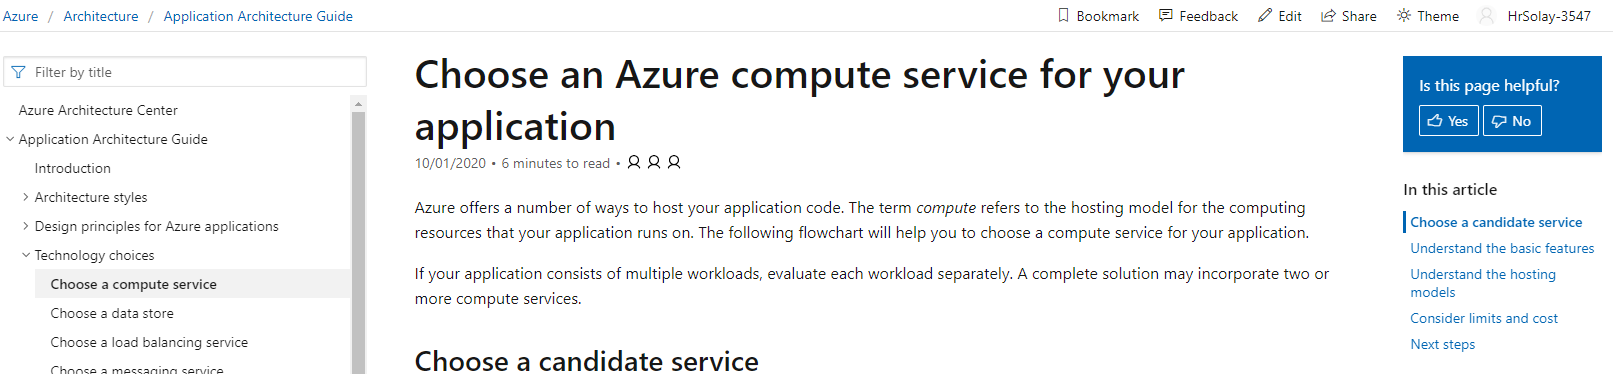 Azure / Architecture / Application Architecture Guide
Bookmark Feedback Edit Share Theme HrSolay-3547
Filter by title
Azure Architecture Center
Application Architecture Guide
Introduction
Architecture styles
Design principles for Azure applications
Technology choices
Choose a compute service
Choose a data store
Choose a load balancing service
Choose a messaging service
Choose an Azure compute service for your
application
10/01/2020 • 6 minutes to read •
Azure offers a number of ways to host your application code. The term compute refers to the hosting model for the computing
resources that your application runs on. The following flowchart will help you to choose a compute service for your application.
If your application consists of multiple workloads, evaluate each workload separately. A complete solution may incorporate two or
more compute services.
Choose a candidate service
Is this page helpful?
Yes No
In this article
Choose a candidate service
Understand the basic features
Understand the hosting
models
Consider limits and cost
Next steps